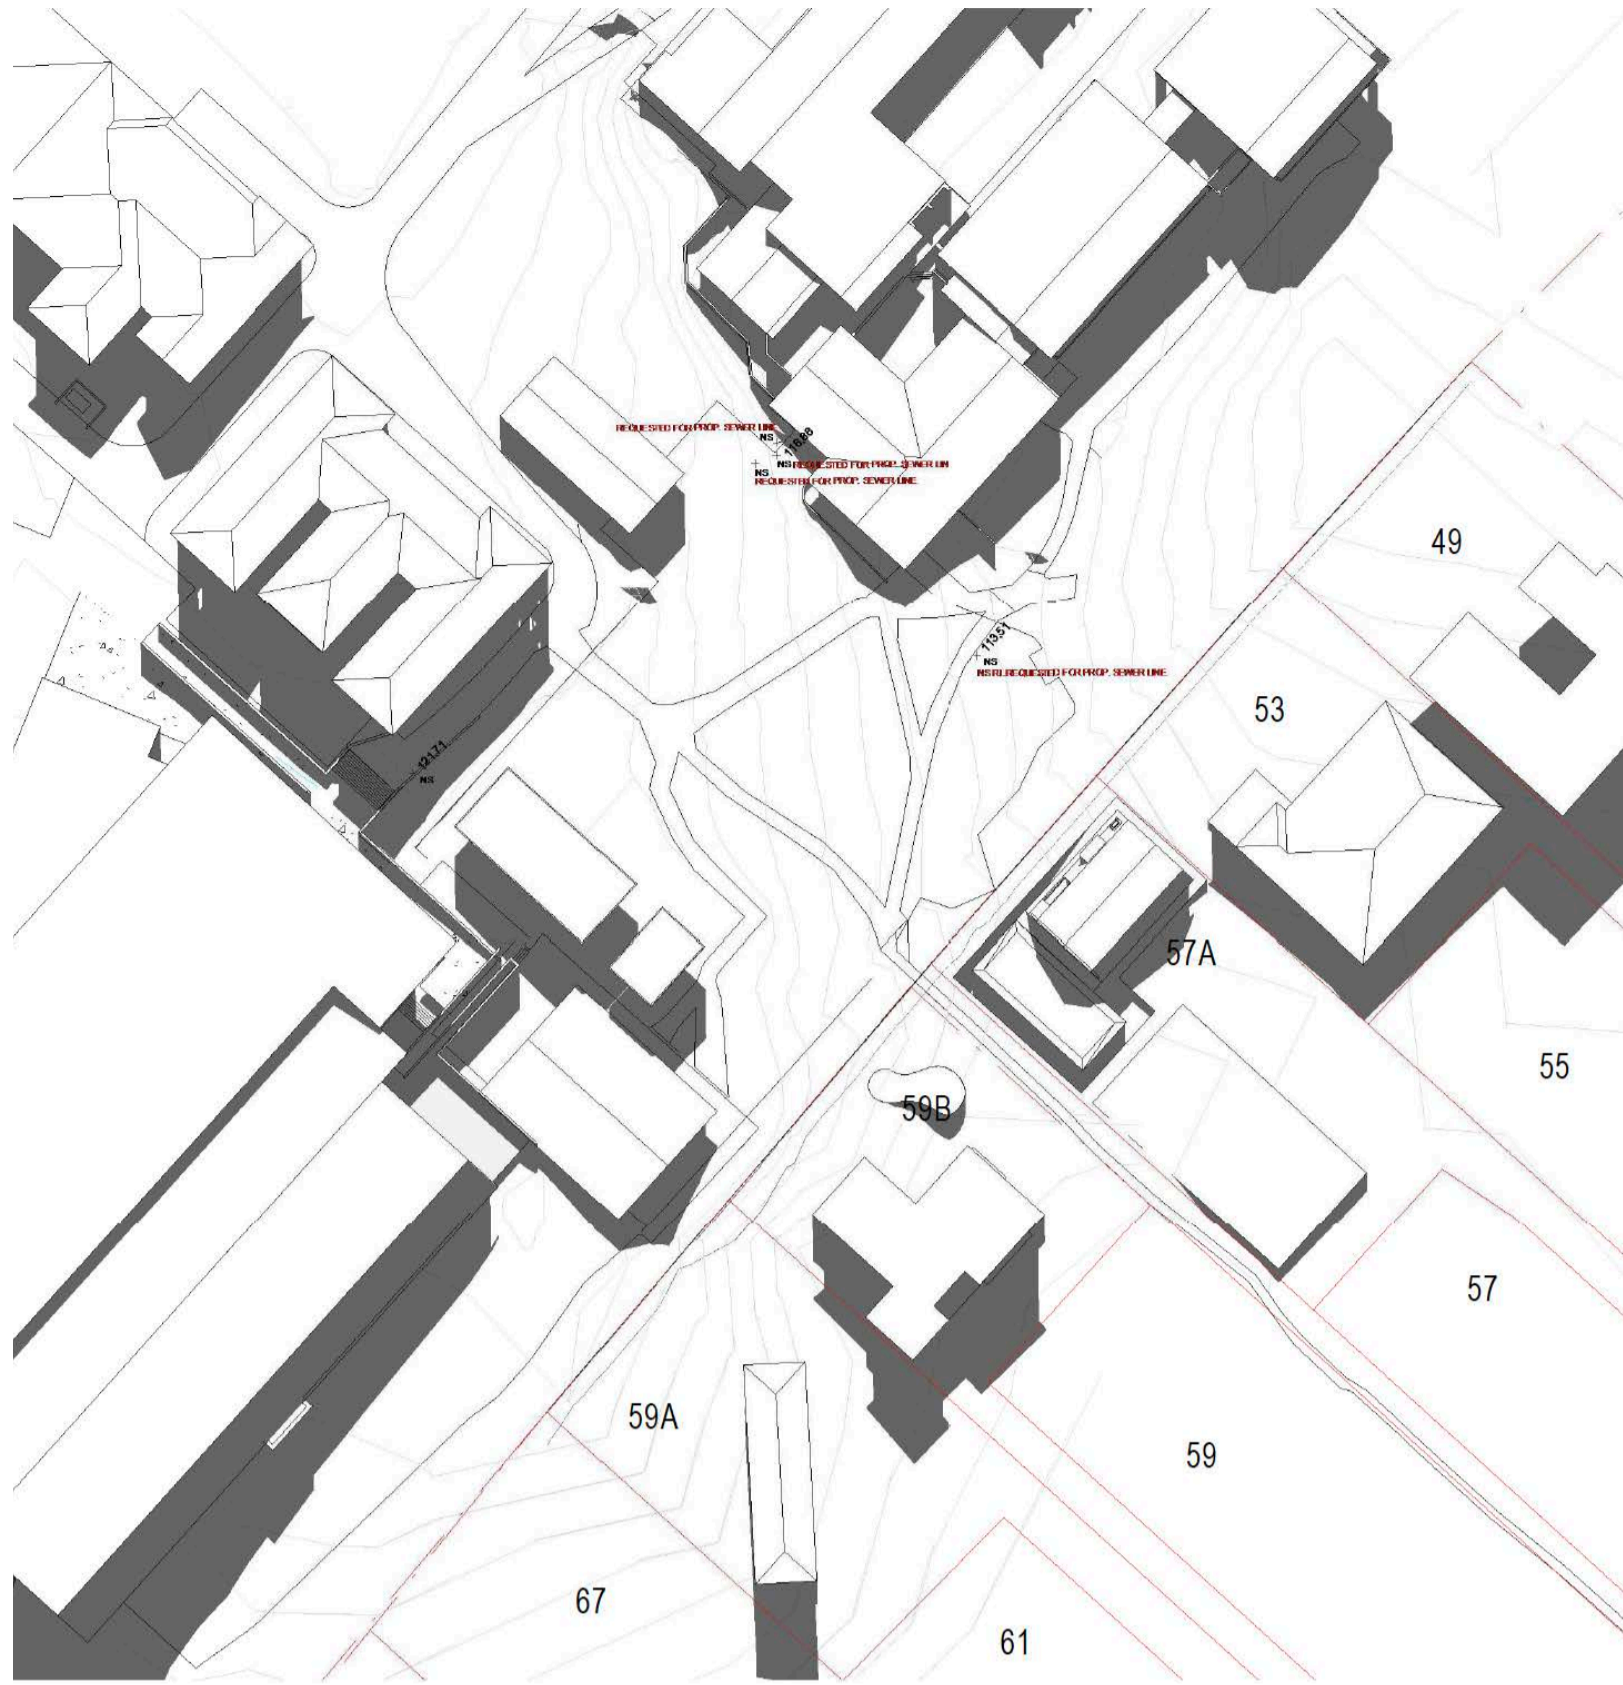 REQUESTED FOR PROP. SEWER LINE
NS
118.88
NS REQUESTED FOR PROP. SEWER LIN
NS
REQUESTED FOR PROP. SEWER LINE
49
113.51
NS
NS RL REQUESTED FOR PROP. SEWER LINE
53
121.71
NS
57A
55
59B
57
59A
59
67
61